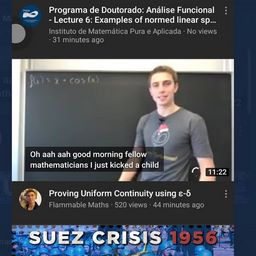 Programa de Doutorado: Análise Funcional
- Lecture 6: Examples of normed linear sp...
Instituto de Matemática Pura e Aplicada · No views
· 31 minutes ago
f(x) = x + cos(x)
Oh aah aah good morning fellow
mathematicians I just kicked a child
11:22
Proving Uniform Continuity using ε-δ
Flammable Maths · 520 views · 44 minutes ago
SUEZ CRISIS 1956